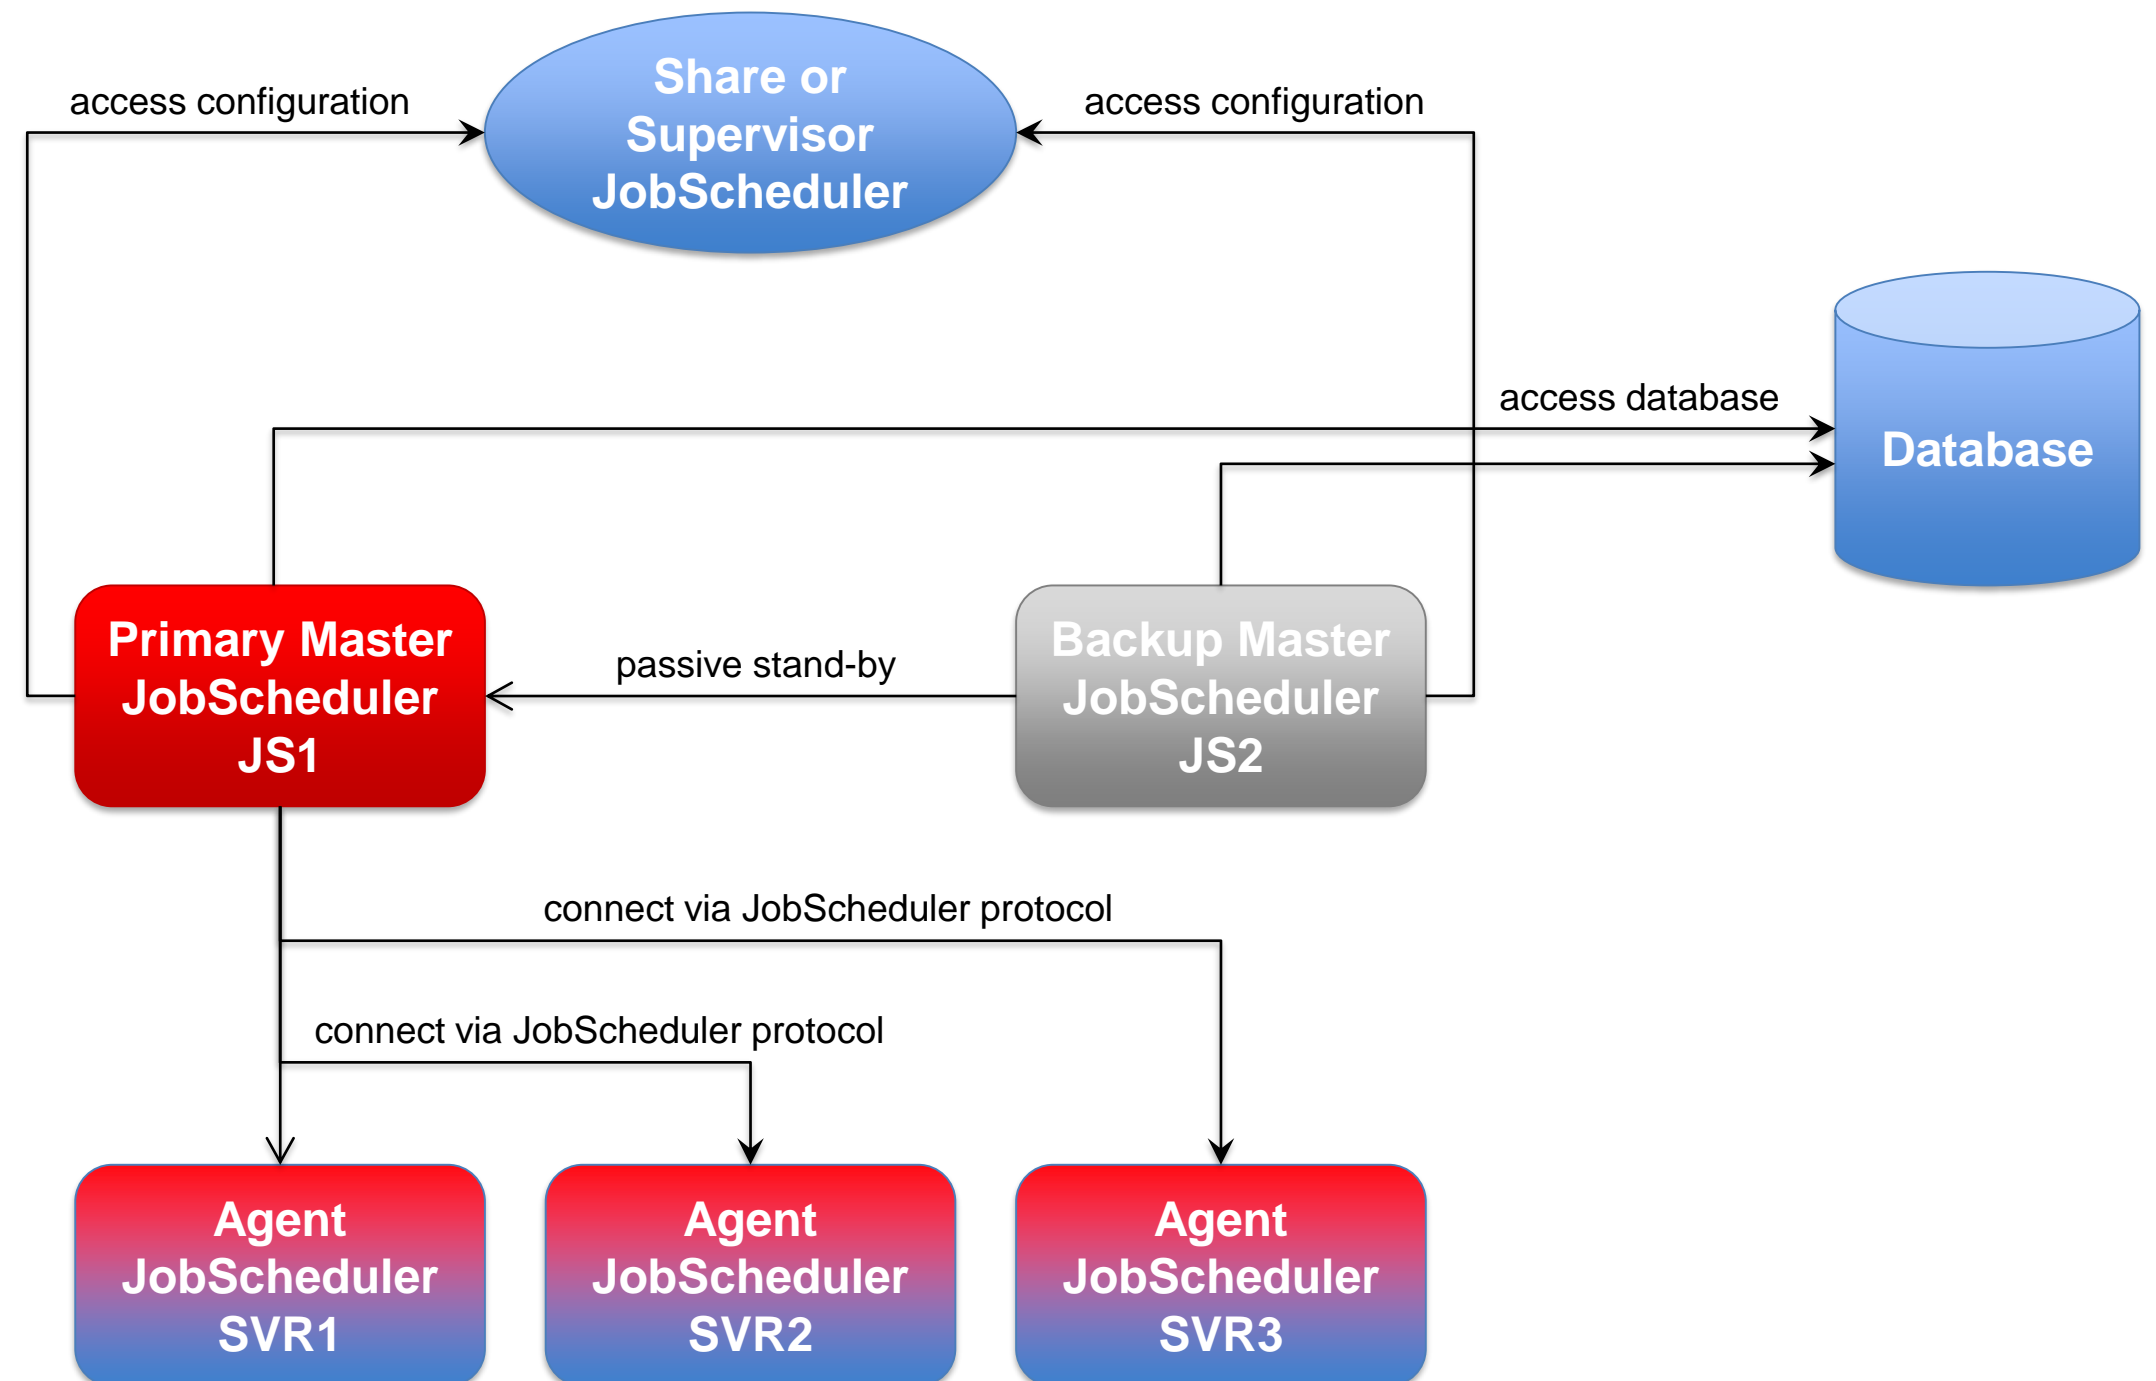 Share or
Supervisor
JobScheduler
access configuration
access configuration
access database
Database
Primary Master
JobScheduler
JS1
passive stand-by
Backup Master
JobScheduler
JS2
connect via JobScheduler protocol
connect via JobScheduler protocol
Agent
JobScheduler
SVR1
Agent
JobScheduler
SVR2
Agent
JobScheduler
SVR3